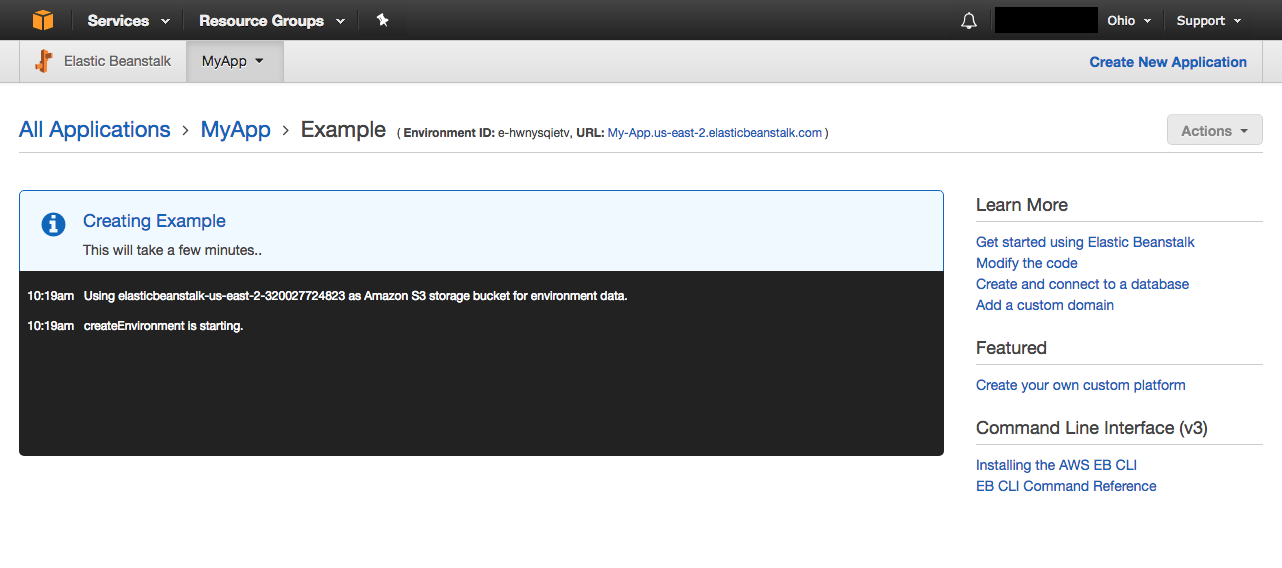 Services Resource Groups Ohio Support
Elastic Beanstalk MyApp Create New Application
All Applications > MyApp > Example ( Environment ID: e-hwnysqietv, URL: My-App.us-east-2.elasticbeanstalk.com ) Actions
Creating Example
This will take a few minutes..
10:19am Using elasticbeanstalk-us-east-2-320027724823 as Amazon S3 storage bucket for environment data.
10:19am createEnvironment is starting.
Learn More
Get started using Elastic Beanstalk
Modify the code
Create and connect to a database
Add a custom domain
Featured
Create your own custom platform
Command Line Interface (v3)
Installing the AWS EB CLI
EB CLI Command Reference